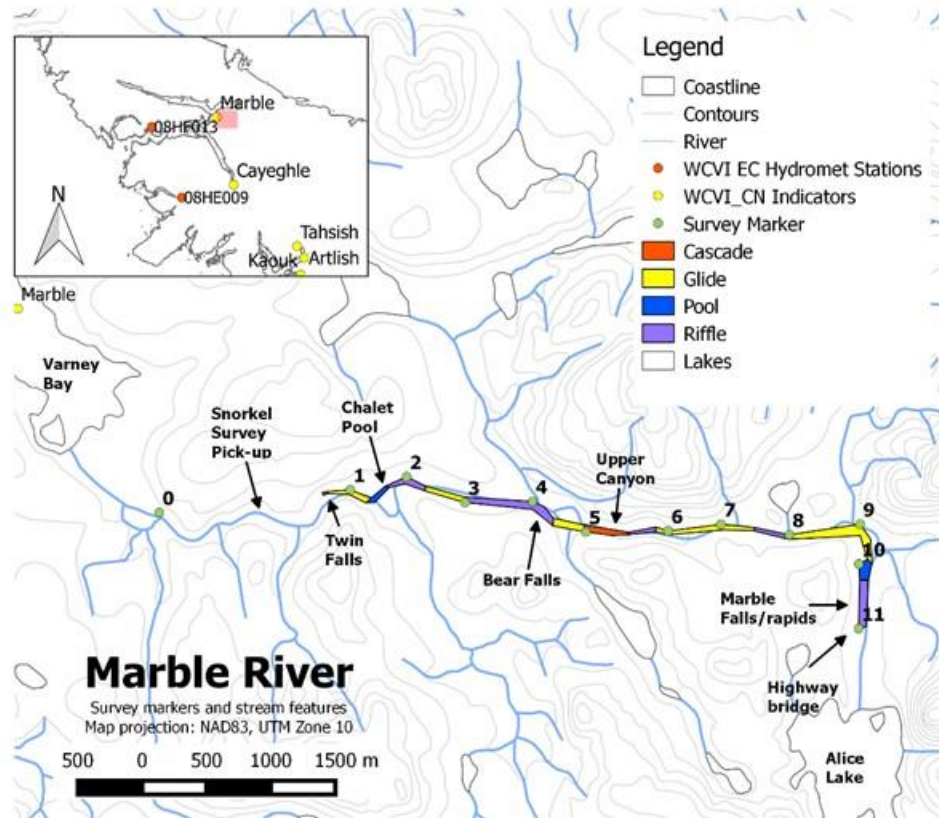 Marble
08HF013
Cayeghle
N
08HE009
Tahsish
Kaouk
Artlish
Legend
Coastline
Contours
River
WCVI EC Hydromet Stations
WCVI_CN Indicators
Survey Marker
Cascade
Glide
Pool
Riffle
Lakes
Marble
Varney
Bay
Snorkel
Survey
Pick-up
Chalet
Pool
Upper
Canyon
0
1
2
3
4
5
6
7
8
9
10
11
Twin
Falls
Bear Falls
Marble
Falls/rapids
Highway
bridge
Alice
Lake
Marble River
Survey markers and stream features
Map projection: NAD83, UTM Zone 10
500 0 500 1000 1500 m